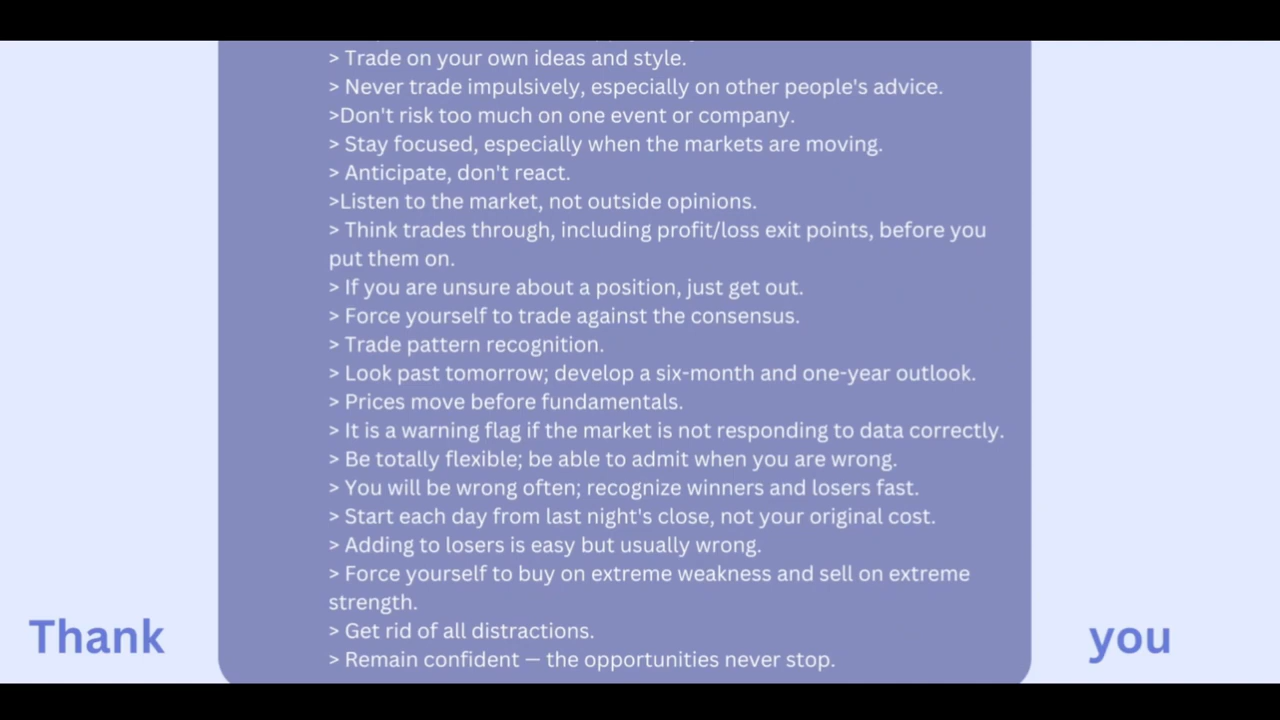 > Trade on your own ideas and style.
> Never trade impulsively, especially on other people's advice.
>Don't risk too much on one event or company.
> Stay focused, especially when the markets are moving.
> Anticipate, don't react.
>Listen to the market, not outside opinions.
> Think trades through, including profit/loss exit points, before you
put them on.
> If you are unsure about a position, just get out.
> Force yourself to trade against the consensus.
> Trade pattern recognition.
> Look past tomorrow; develop a six-month and one-year outlook.
> Prices move before fundamentals.
> It is a warning flag if the market is not responding to data correctly.
> Be totally flexible; be able to admit when you are wrong.
> You will be wrong often; recognize winners and losers fast.
> Start each day from last night's close, not your original cost.
> Adding to losers is easy but usually wrong.
> Force yourself to buy on extreme weakness and sell on extreme
strength.
> Get rid of all distractions.
> Remain confident — the opportunities never stop.
Thank you